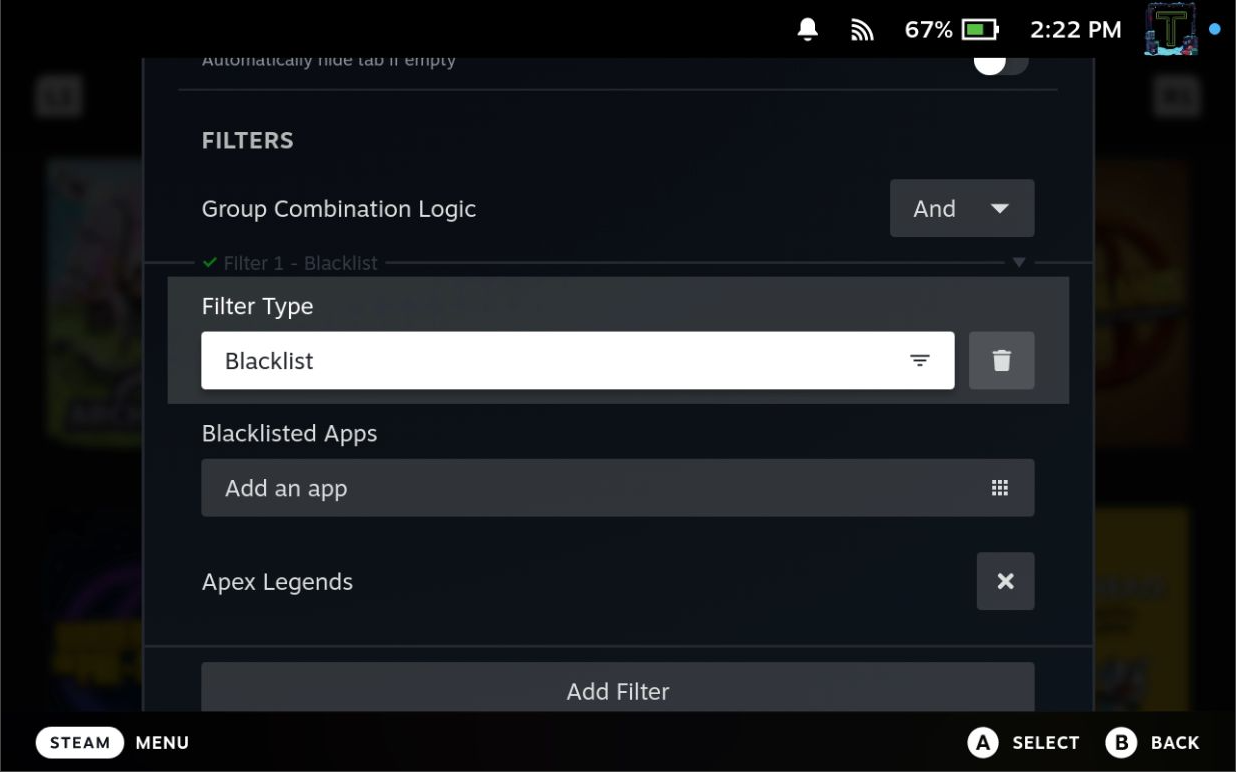 67% 2:22 PM
Automatically hide tab if empty
FILTERS
Group Combination Logic
And
Filter 1 - Blacklist
Filter Type
Blacklist
Blacklisted Apps
Add an app
Apex Legends
Add Filter
STEAM MENU
A SELECT B BACK